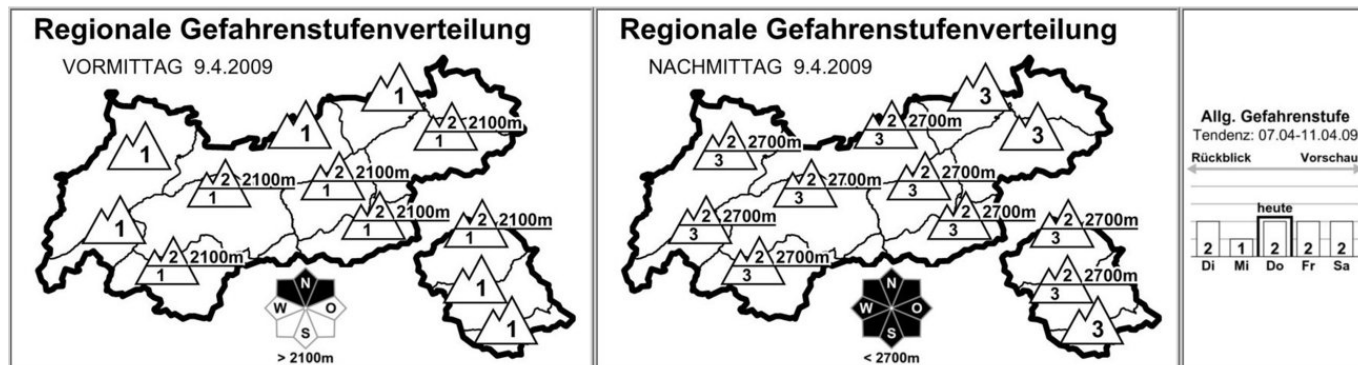 Regionale Gefahrenstufenverteilung
VORMITTAG 9.4.2009
1
1
1
2 2100m
1
2 2100m
1
2 2100m
1
1
2 2100m
1
2 2100m
1
2 2100m
1
1
1
N
W O
S
> 2100m
Regionale Gefahrenstufenverteilung
NACHMITTAG 9.4.2009
3
2 2700m
3
3
2 2700m
3
2 2700m
3
2 2700m
3
2 2700m
3
2 2700m
3
2 2700m
3
2 2700m
3
2 2700m
3
3
N
W O
S
< 2700m
Allg. Gefahrenstufe
Tendenz: 07.04-11.04.09
Rückblick Vorschau
heute
2 1 2 2 2
Di Mi Do Fr Sa